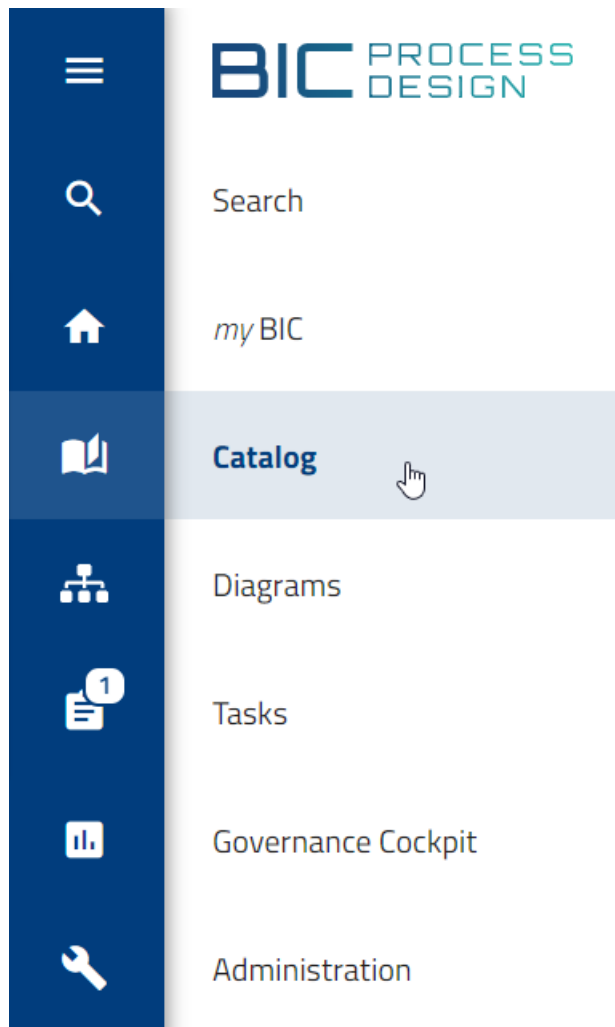 BIC PROCESS
DESIGN
Search
my BIC
Catalog
Diagrams
1
Tasks
Governance Cockpit
Administration